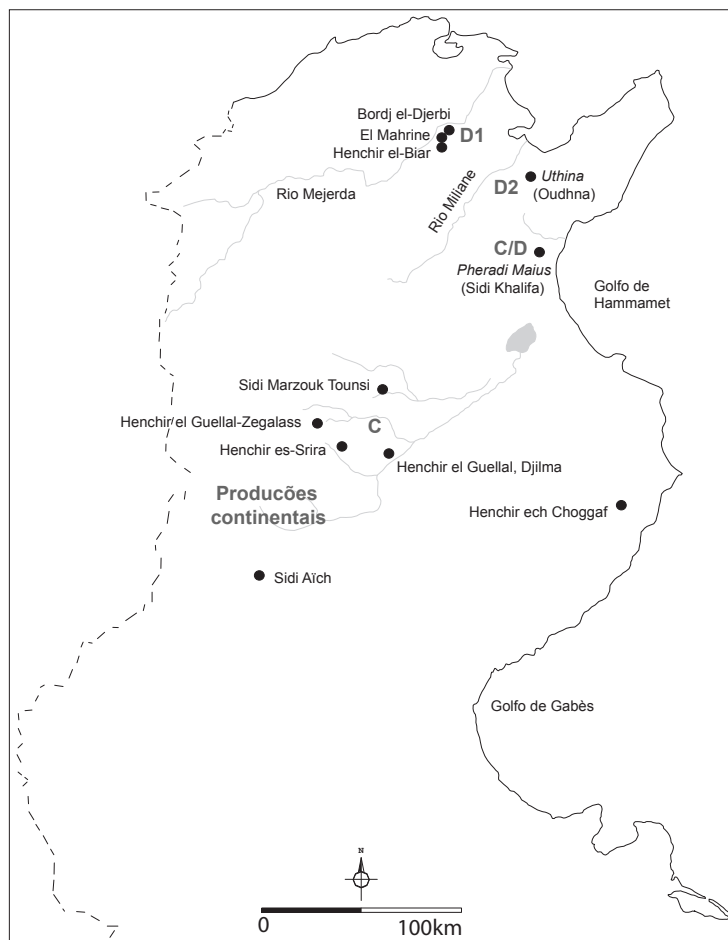 Bordj el-Djerbi
El Mahrine
D1
Henchir el-Biar
Rio Mejerda
Rio Miliane
D2
Uthina
(Oudhna)
C/D
Pheradi Maius
(Sidi Khalifa)
Golfo de
Hammamet
Sidi Marzouk Tounsi
Henchir el Guellal-Zegalass
C
Henchir es-Srira
Henchir el Guellal, Djilma
Producões
continentais
Henchir ech Choggaf
Sidi Aïch
Golfo de Gabès
N
0
100km